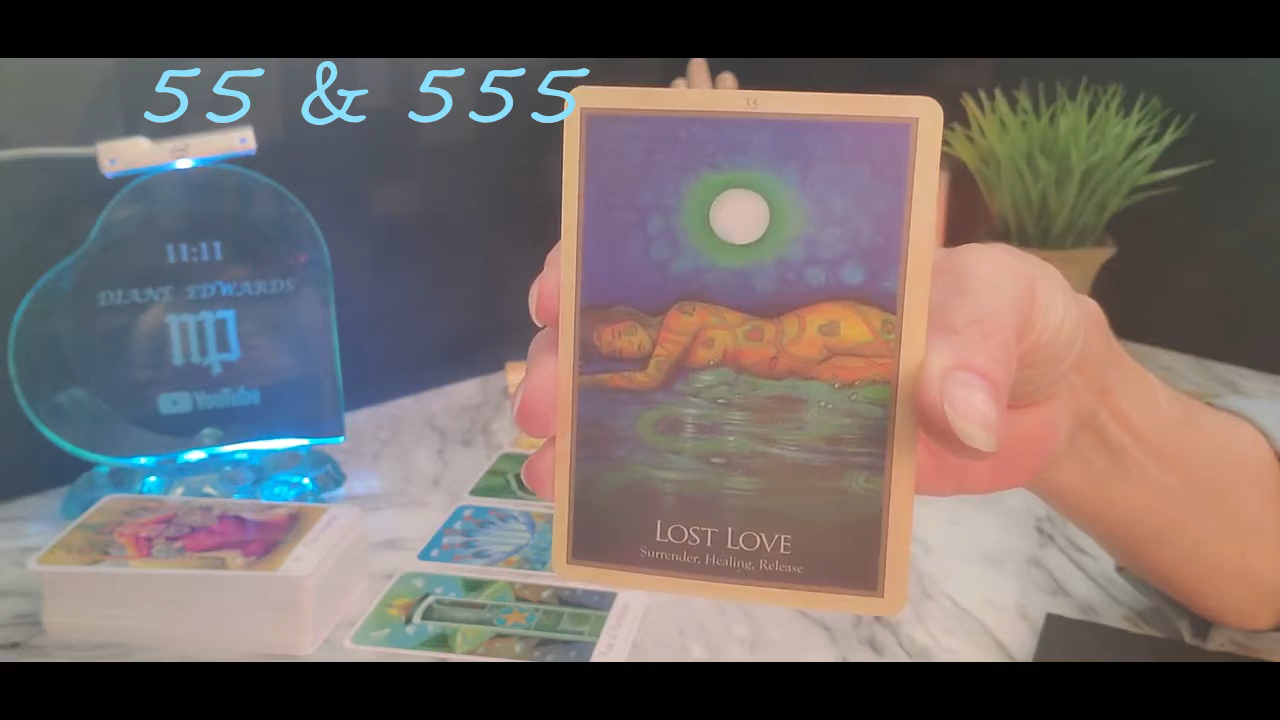 55 & 555
35
11:11
DIANE EDWARDS
YouTube
LOST LOVE
Surrender, Healing, Release